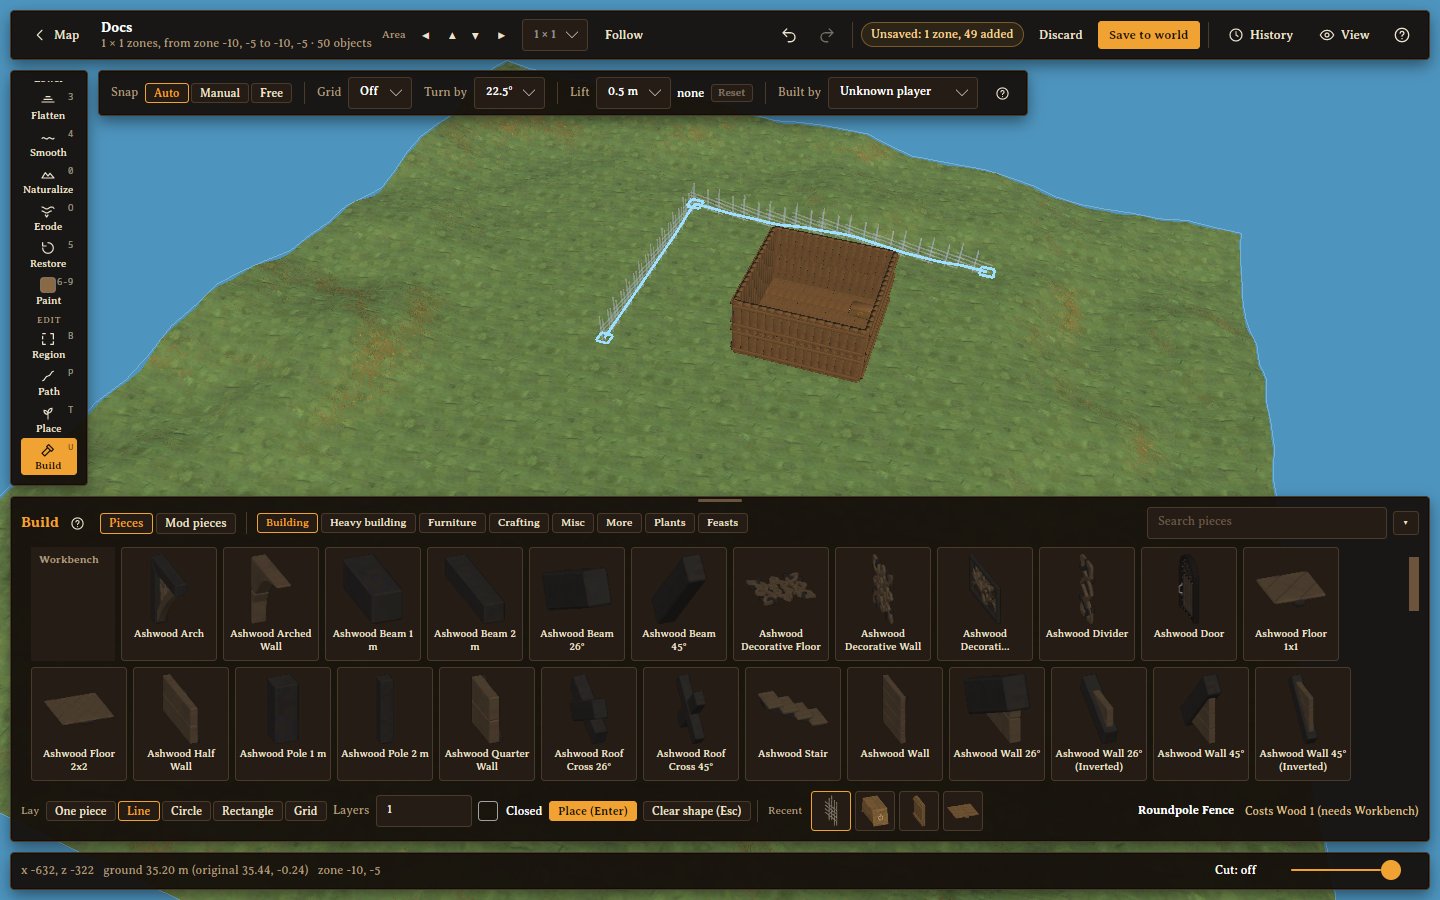 Map
Docs
1 × 1 zones, from zone -10, -5 to -10, -5 · 50 objects
Area
1 × 1
Follow
Unsaved: 1 zone, 49 added
Discard
Save to world
History
View
Snap
Auto
Manual
Free
Grid
Off
Turn by
22.5°
Lift
0.5 m
none
Reset
Built by
Unknown player
3
Flatten
4
Smooth
0
Naturalize
O
Erode
5
Restore
6-9
Paint
EDIT
B
Region
P
Path
T
Place
U
Build
Build
Pieces
Mod pieces
Building
Heavy building
Furniture
Crafting
Misc
More
Plants
Feasts
Search pieces
Workbench
Ashwood Arch
Ashwood Arched
Wall
Ashwood Beam 1
m
Ashwood Beam 2
m
Ashwood Beam
26°
Ashwood Beam
45°
Ashwood
Decorative Floor
Ashwood
Decorative Wall
Ashwood
Decorati...
Ashwood Divider
Ashwood Door
Ashwood Floor
1x1
Ashwood Floor
2x2
Ashwood Half
Wall
Ashwood Pole 1 m
Ashwood Pole 2 m
Ashwood Quarter
Wall
Ashwood Roof
Cross 26°
Ashwood Roof
Cross 45°
Ashwood Stair
Ashwood Wall
Ashwood Wall 26°
Ashwood Wall 26°
(Inverted)
Ashwood Wall 45°
Ashwood Wall 45°
(Inverted)
Lay
One piece
Line
Circle
Rectangle
Grid
Layers
1
Closed
Place (Enter)
Clear shape (Esc)
Recent
Roundpole Fence
Costs Wood 1 (needs Workbench)
x -632, z -322 ground 35.20 m (original 35.44, -0.24) zone -10, -5
Cut: off